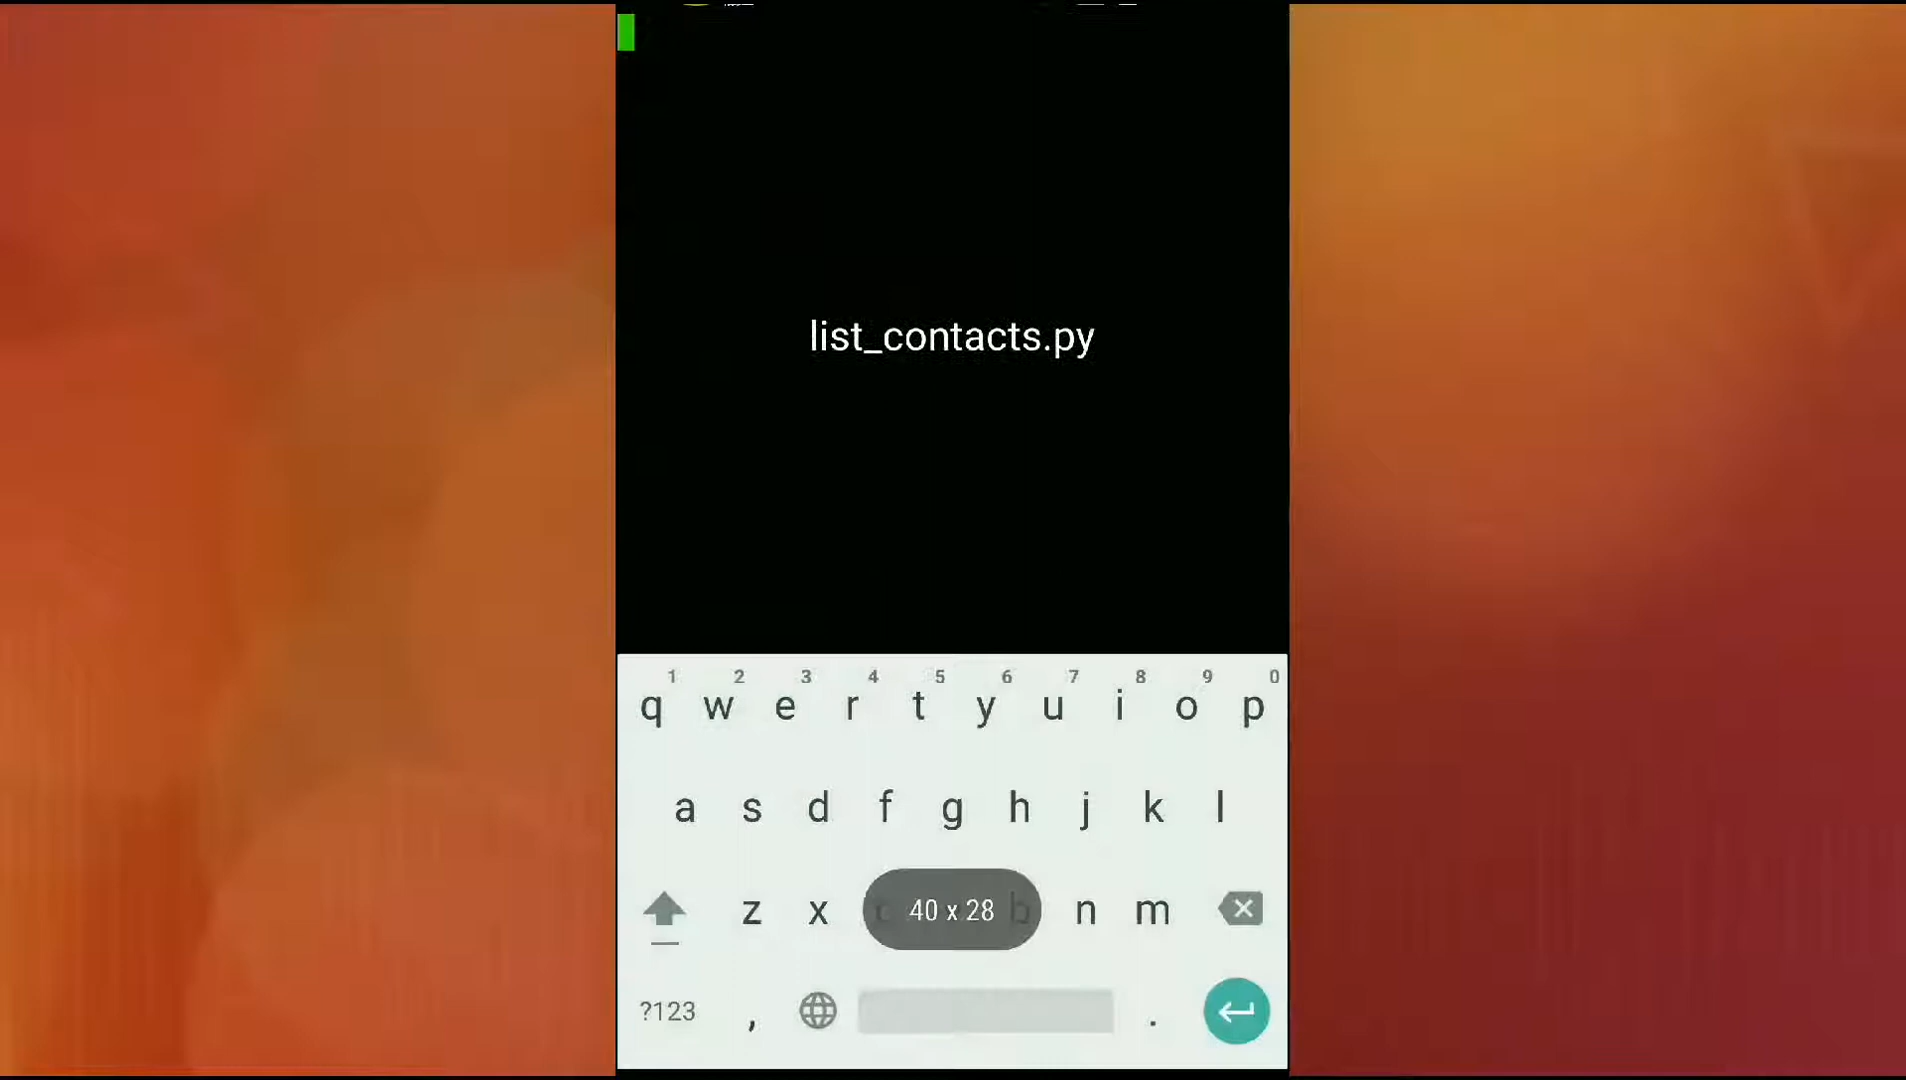 list_contacts.py
1 2 3 4 5 6 7 8 9 0
q w e r t y u i o p
a s d f g h j k l
z x 40 x 28 b n m
?123 , .